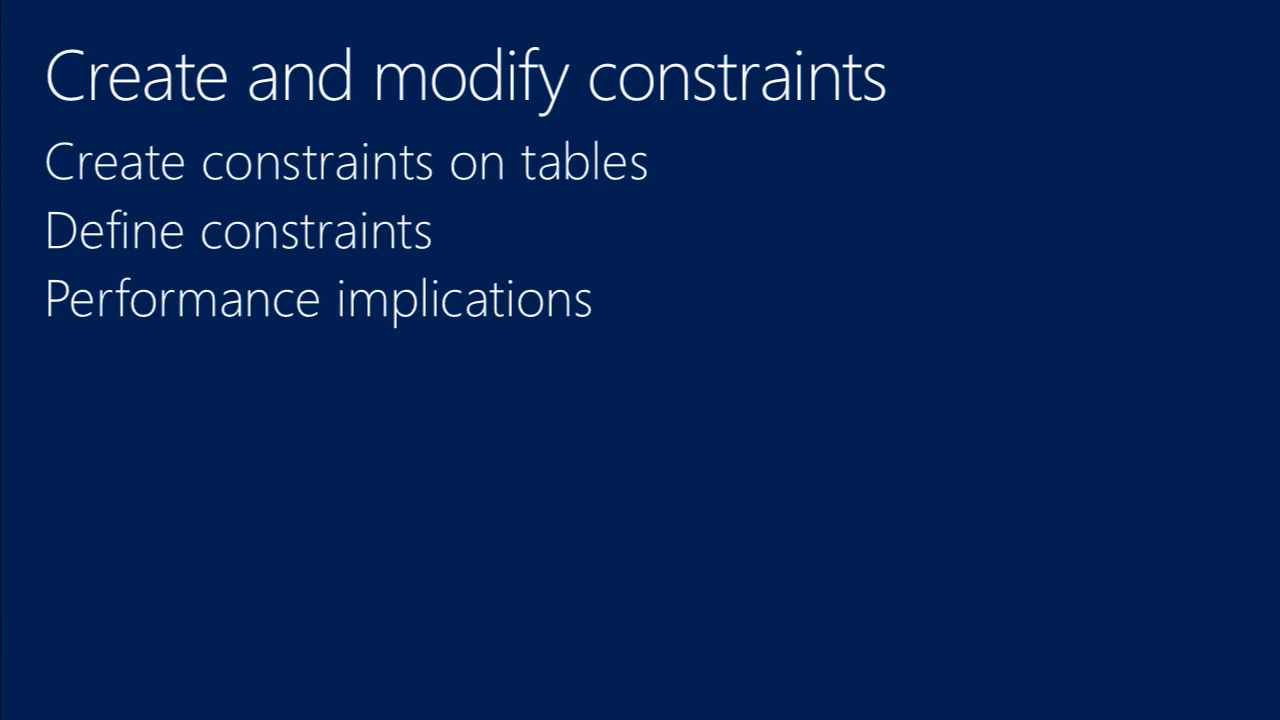 Create and modify constraints
Create constraints on tables
Define constraints
Performance implications